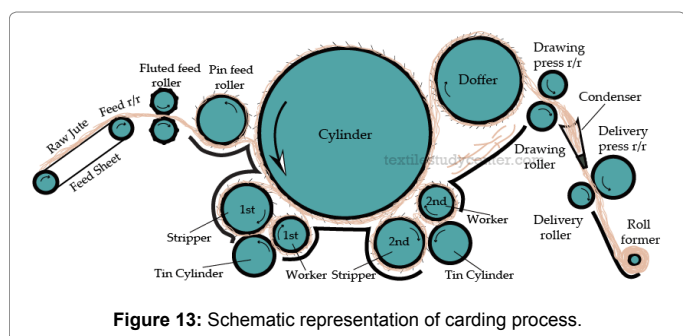 Drawing
press r/r
Fluted feed
roller
Pin feed
roller
Doffer
Condenser
Feed r/r
Raw Jute
Feed Sheet
Cylinder
Delivery
press r/r
textilestudycenter.com
Drawing
roller
1st
Stripper
1st
2nd
2nd
Worker
Delivery
roller
Roll
former
Tin Cylinder
Worker
Stripper
Tin Cylinder
Figure 13: Schematic representation of carding process.